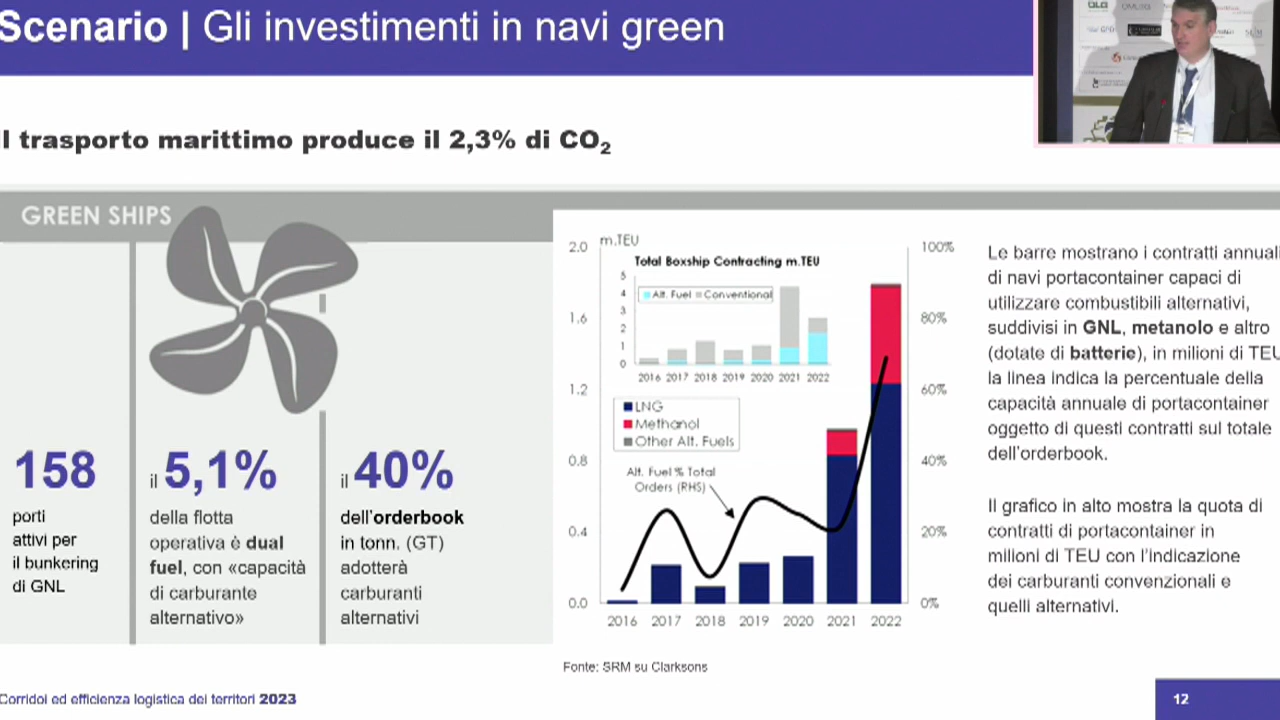 Scenario | Gli investimenti in navi green
Il trasporto marittimo produce il 2,3% di CO₂
GREEN SHIPS
158
porti
attivi per
il bunkering
di GNL
il 5,1%
della flotta
operativa è dual
fuel, con «capacità
di carburante
alternativo»
il 40%
dell'orderbook
in tonn. (GT)
adotterà
carburanti
alternativi
m.TEU
2.0
1.6
1.2
0.8
0.4
0.0
Total Boxship Contracting m.TEU
5
4
3
2
1
0
Alt. Fuel Conventional
2016 2017 2018 2019 2020 2021 2022
LNG
Methanol
Other Alt. Fuels
Alt. Fuel % Total
Orders (RHS)
100%
80%
60%
40%
20%
0%
2016 2017 2018 2019 2020 2021 2022
Fonte: SRM su Clarksons
Le barre mostrano i contratti annuali
di navi portacontainer capaci di
utilizzare combustibili alternativi,
suddivisi in GNL, metanolo e altro
(dotate di batterie), in milioni di TEU
la linea indica la percentuale della
capacità annuale di portacontainer
oggetto di questi contratti sul totale
dell'orderbook.
Il grafico in alto mostra la quota di
contratti di portacontainer in
milioni di TEU con l'indicazione
dei carburanti convenzionali e
quelli alternativi.
Corridoi ed efficienza logistica dei territori 2023
12